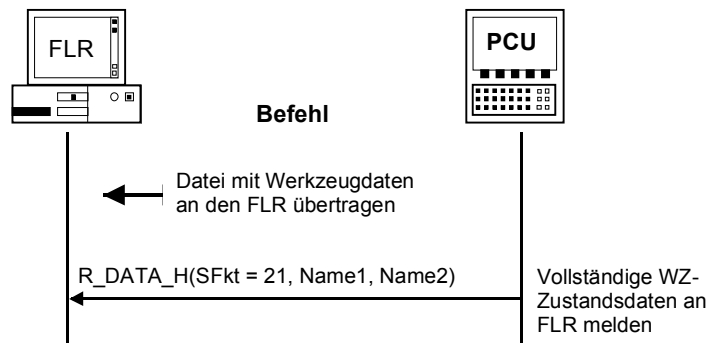 FLR
PCU
Befehl
Datei mit Werkzeugdaten
an den FLR übertragen
R_DATA_H(SFkt = 21, Name1, Name2)
Vollständige WZ-
Zustandsdaten an
FLR melden